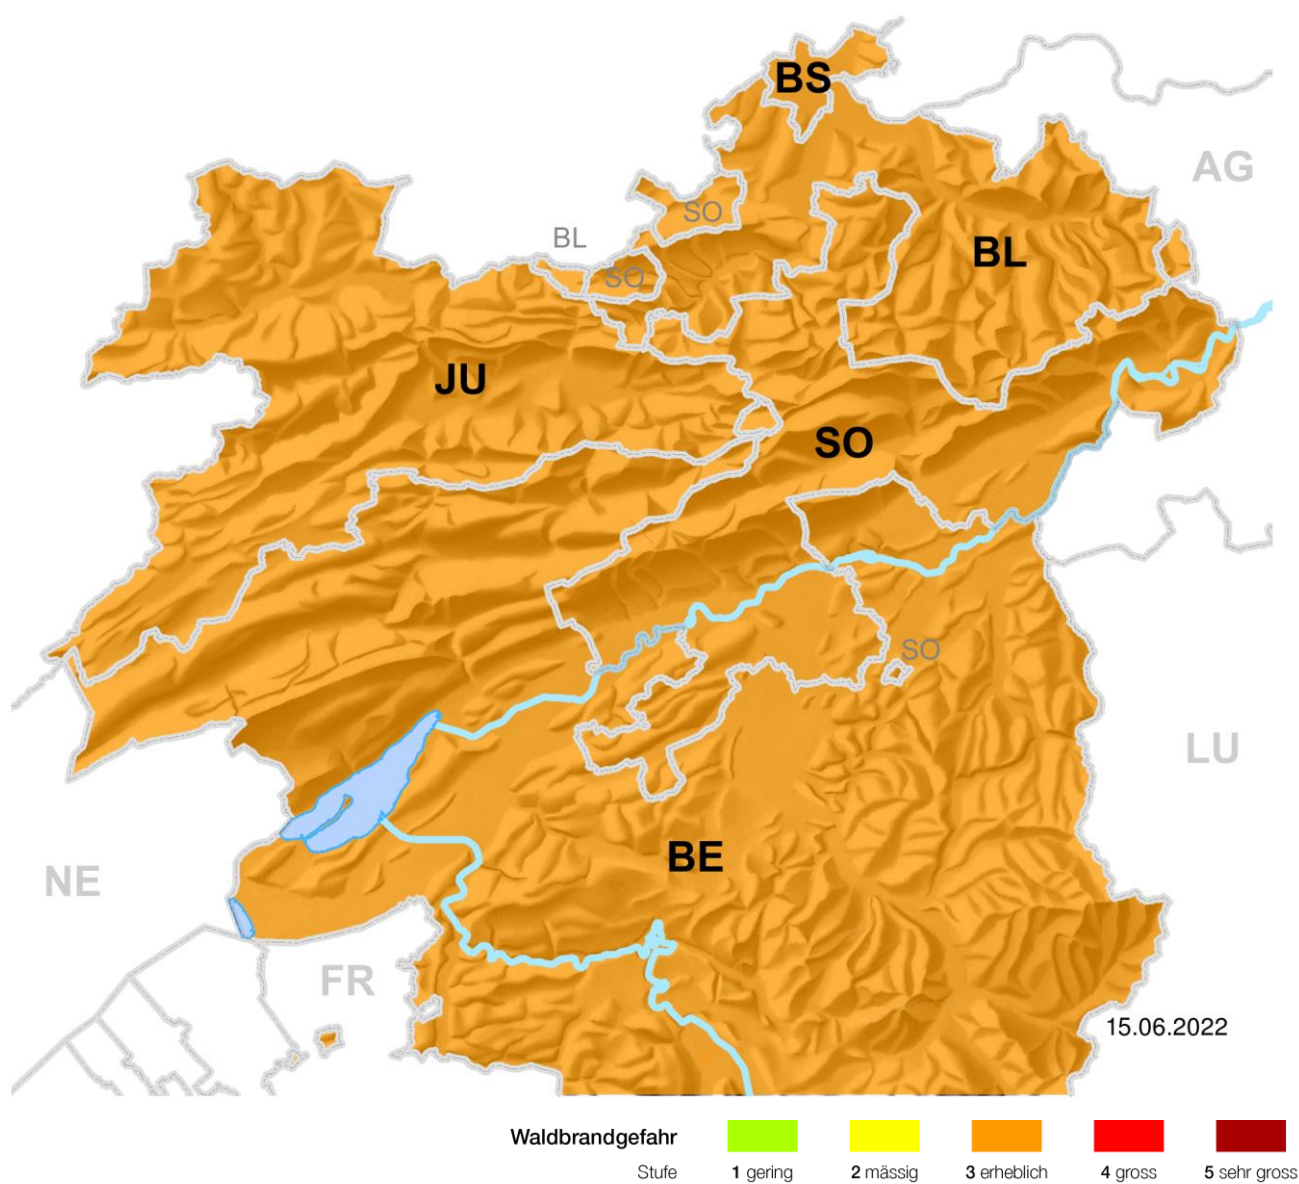 BS
AG
SO
BL
BL
SO
JU
SO
SO
LU
BE
NE
FR
15.06.2022
Waldbrandgefahr
Stufe 1 gering 2 mässig 3 erheblich 4 gross 5 sehr gross